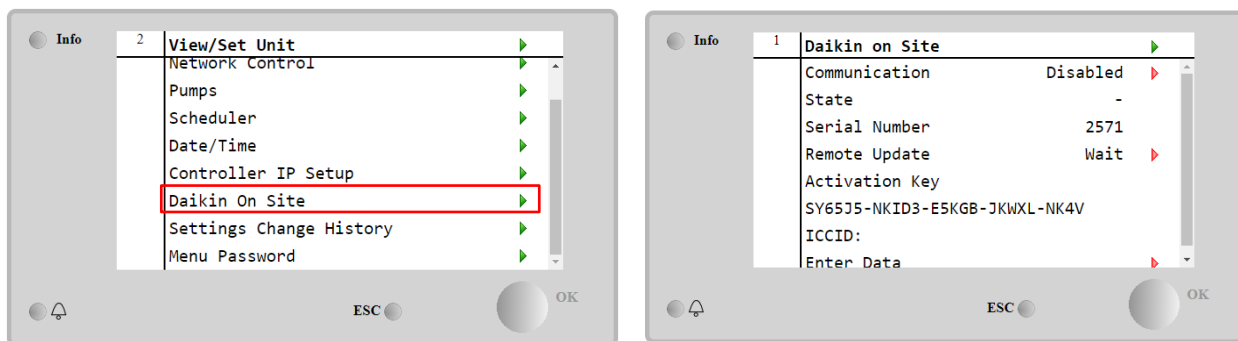 Info
2
View/Set Unit
Network Control
Pumps
Scheduler
Date/Time
Controller IP Setup
Daikin On Site
Settings Change History
Menu Password
ESC
OK
Info
1
Daikin on Site
Communication Disabled
State -
Serial Number 2571
Remote Update Wait
Activation Key
SY65J5-NKID3-E5KGB-JKWXL-NK4V
ICCID:
Enter Data
ESC
OK